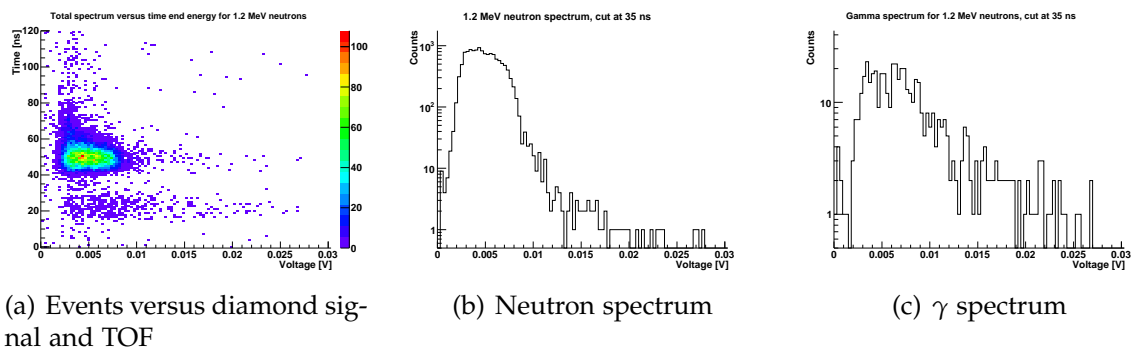 Total spectrum versus time end energy for 1.2 MeV neutrons
Time [ns]
120
100
80
60
40
20
0
0 0.005 0.01 0.015 0.02 0.025 0.03
Voltage [V]
100
80
60
40
20
0
(a) Events versus diamond sig-
nal and TOF
1.2 MeV neutron spectrum, cut at 35 ns
Counts
10³
10²
10
1
0 0.005 0.01 0.015 0.02 0.025 0.03
Voltage [V]
(b) Neutron spectrum
Gamma spectrum for 1.2 MeV neutrons, cut at 35 ns
Counts
10
1
0 0.005 0.01 0.015 0.02 0.025 0.03
Voltage [V]
(c) γ spectrum